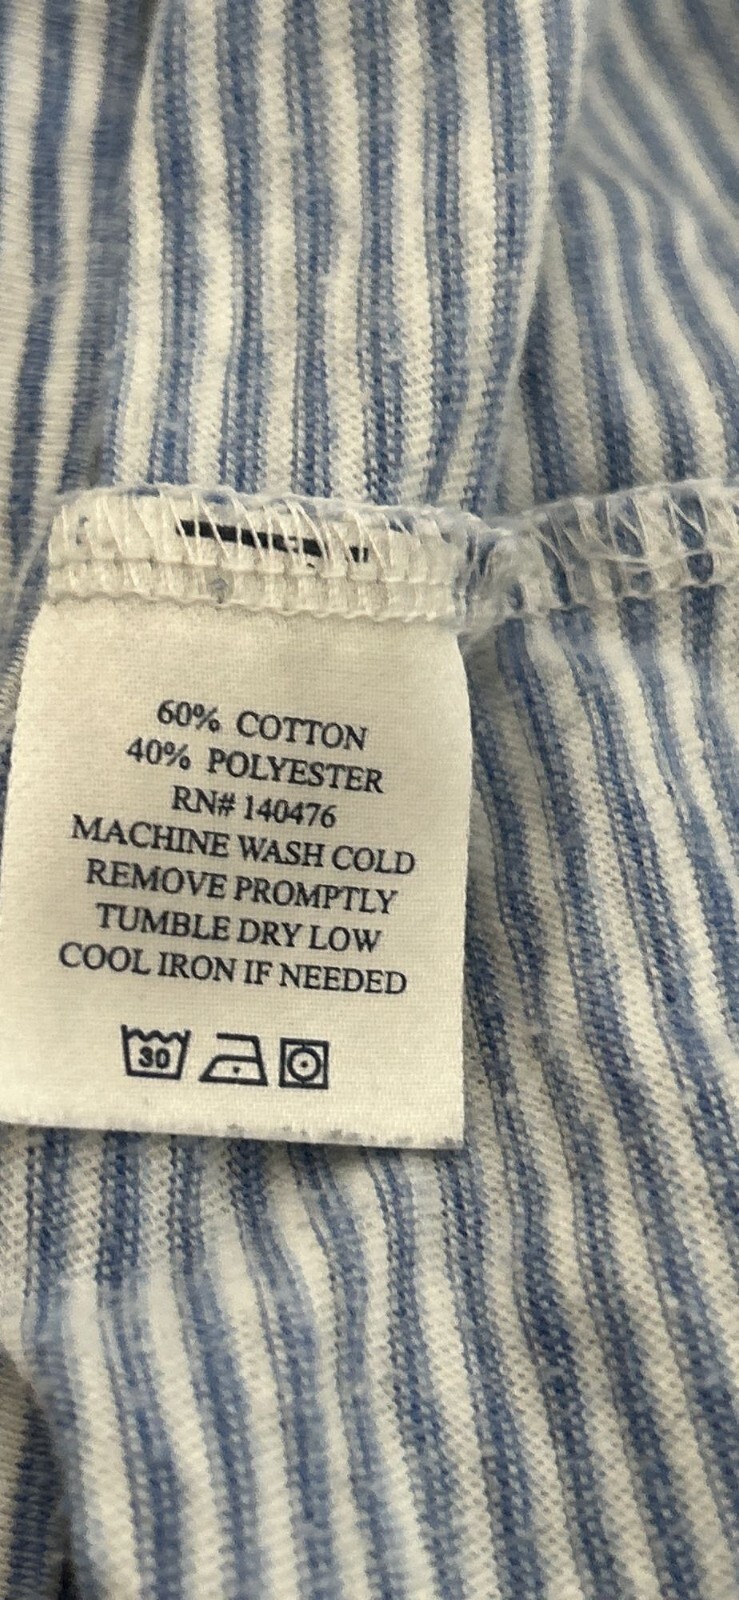 60% COTTON
40% POLYESTER
RN# 140476
MACHINE WASH COLD
REMOVE PROMPTLY
TUMBLE DRY LOW
COOL IRON IF NEEDED
30